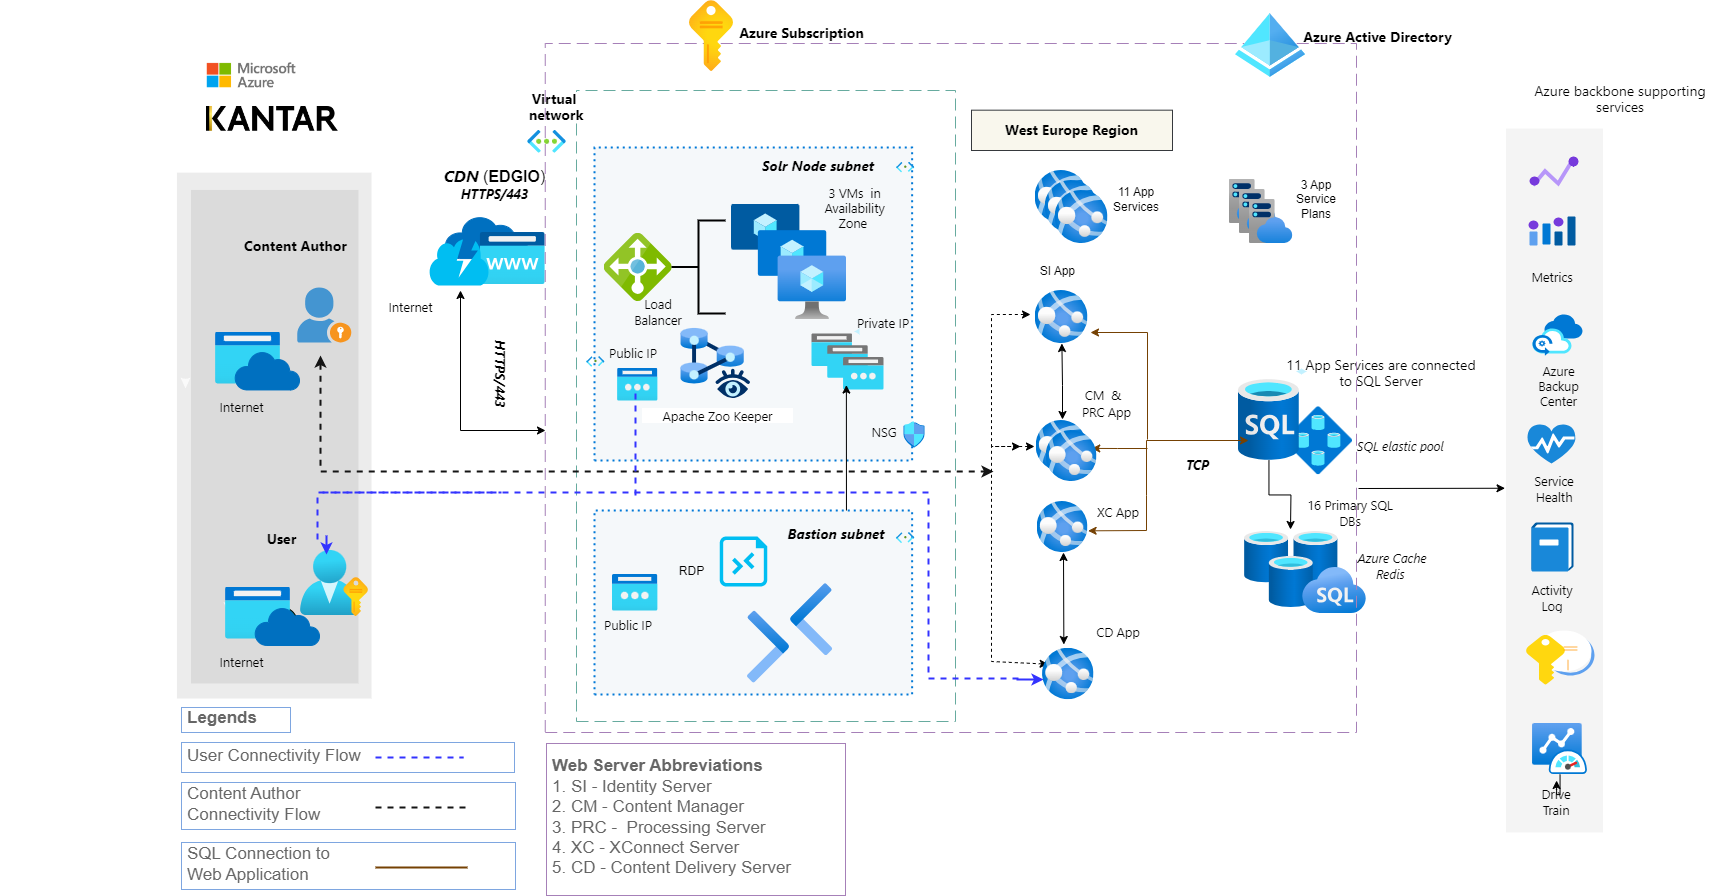 Azure Subscription
Azure Active Directory
Microsoft
Azure
KANTAR
Virtual
network
Azure backbone supporting
services
West Europe Region
CDN (EDGIO)
HTTPS/443
Solr Node subnet
3 VMs in
Availability
Zone
11 App
Services
3 App
Service
Plans
Content Author
WWW
Internet
Load
Balancer
SI App
Metrics
Private IP
Public IP
HTTPS/443
Internet
Apache Zoo Keeper
NSG
CM &
PRC App
11 App Services are connected
to SQL Server
SQL
SQL elastic pool
TCP
Azure
Backup
Center
Service
Health
16 Primary SQL
DBs
XC App
User
Bastion subnet
RDP
Public IP
Azure Cache
Redis
SQL
Activity
Log
CD App
Internet
Drive
Train
Legends
User Connectivity Flow
Content Author
Connectivity Flow
SQL Connection to
Web Application
Web Server Abbreviations
1. SI - Identity Server
2. CM - Content Manager
3. PRC - Processing Server
4. XC - XConnect Server
5. CD - Content Delivery Server